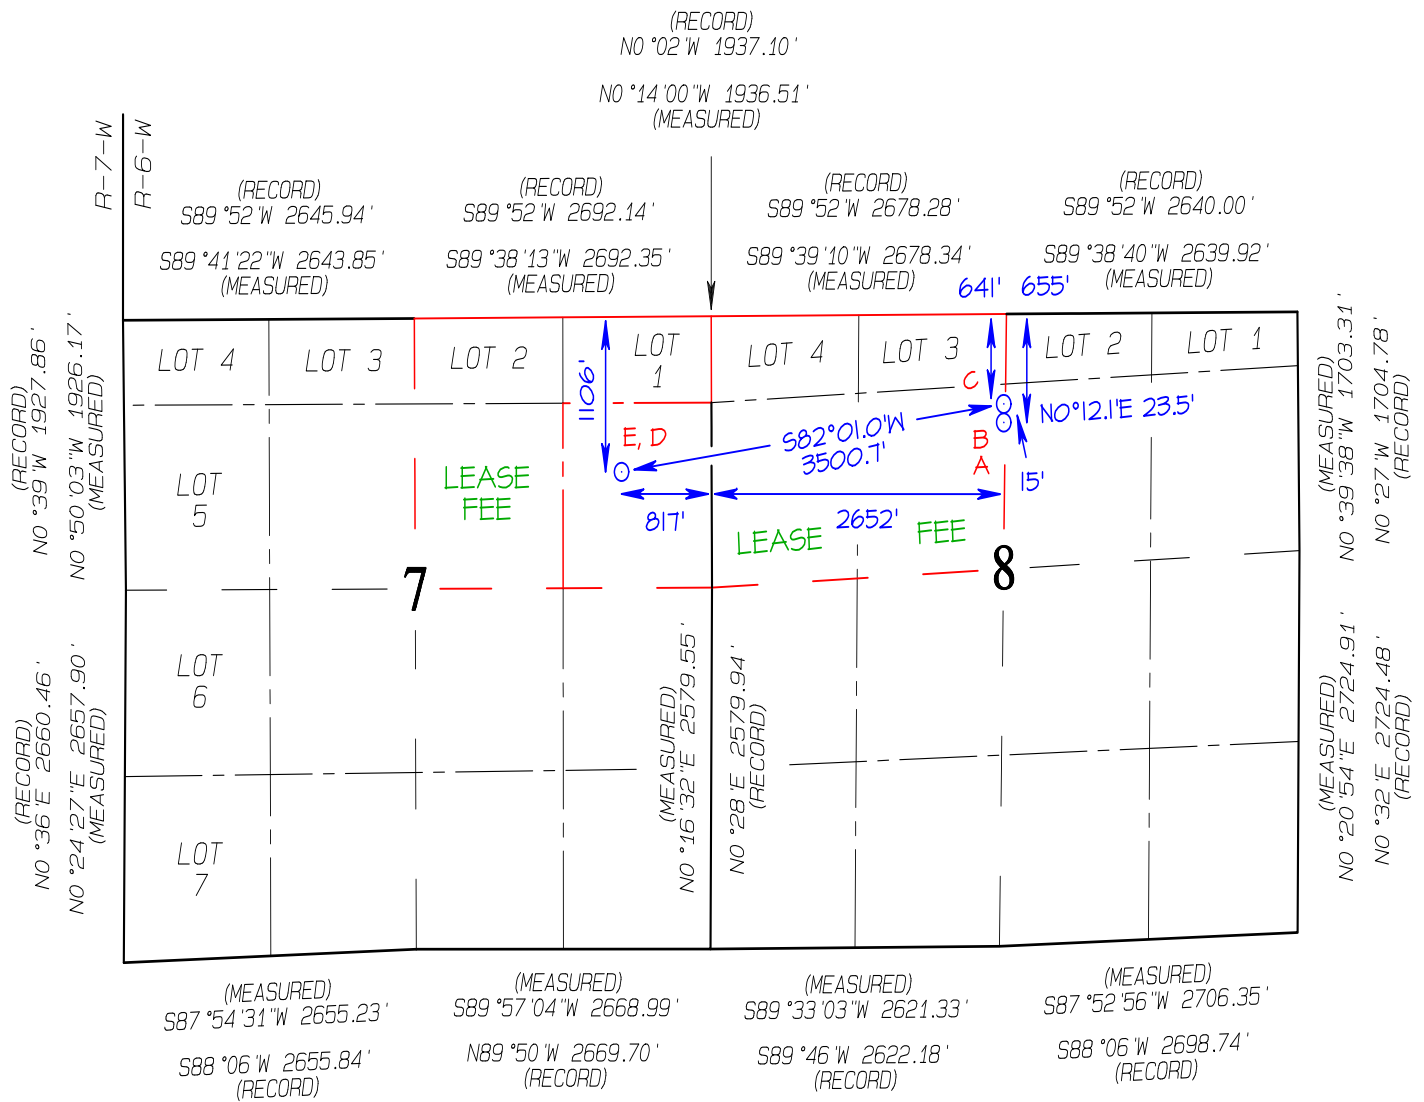 (RECORD)
N0°02'W 1937.10'
N0°14'00"W 1936.51'
(MEASURED)
R-7-W
R-6-W
(RECORD)
S89°52'W 2645.94'
S89°41'22"W 2643.85'
(MEASURED)
(RECORD)
S89°52'W 2692.14'
S89°38'13"W 2692.35'
(MEASURED)
(RECORD)
S89°52'W 2678.28'
S89°39'10"W 2678.34'
(MEASURED)
(RECORD)
S89°52'W 2640.00'
S89°38'40"W 2639.92'
(MEASURED)
641'
655'
LOT 4
LOT 3
LOT 2
LOT
1
LOT 4
LOT 3
LOT 2
LOT 1
1106'
C
N0°12.1'E 23.5'
E, D
S82°01.0'W
3500.7'
B
A
15'
LEASE
FEE
817'
2652'
LEASE
FEE
LOT
5
7
8
LOT
6
LOT
7
(RECORD)
N0°39'W 1927.86'
N0°50'03"W 1926.17'
(MEASURED)
(RECORD)
N0°36'E 2660.46'
N0°24'27"E 2657.90'
(MEASURED)
(MEASURED)
N0°16'32"E 2579.55'
N0°28'E 2579.94'
(RECORD)
(MEASURED)
N0°39'38"W 1703.31'
N0°27'W 1704.78'
(RECORD)
(MEASURED)
N0°20'54"E 2724.91'
N0°32'E 2724.48'
(RECORD)
(MEASURED)
S87°54'31"W 2655.23'
S88°06'W 2655.84'
(RECORD)
(MEASURED)
S89°57'04"W 2668.99'
N89°50'W 2669.70'
(RECORD)
(MEASURED)
S89°33'03"W 2621.33'
S89°46'W 2622.18'
(RECORD)
(MEASURED)
S87°52'56"W 2706.35'
S88°06'W 2698.74'
(RECORD)